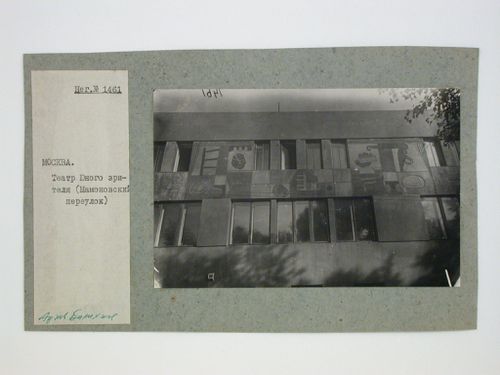 Нег.№ 1461
МОСКВА.
Театр Юного зри-
теля (Мамоновский
переулок)
1461